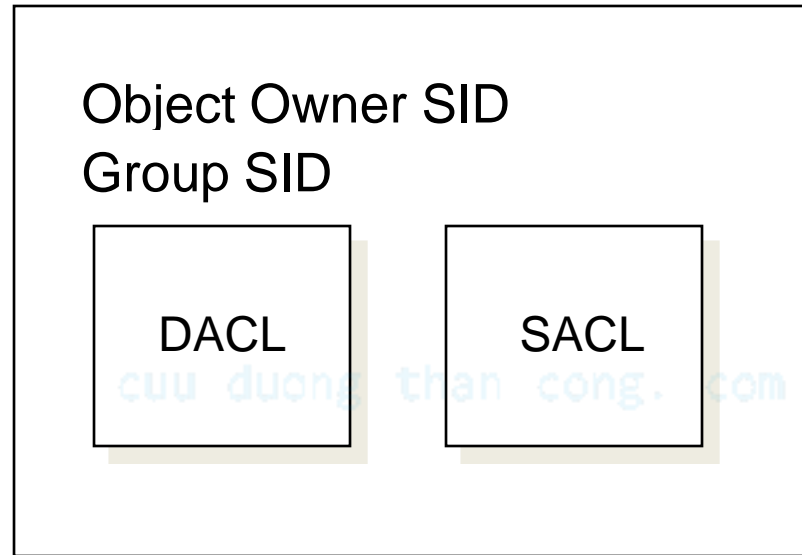 Object Owner SID
Group SID
DACL SACL
cuu duong than cong. com